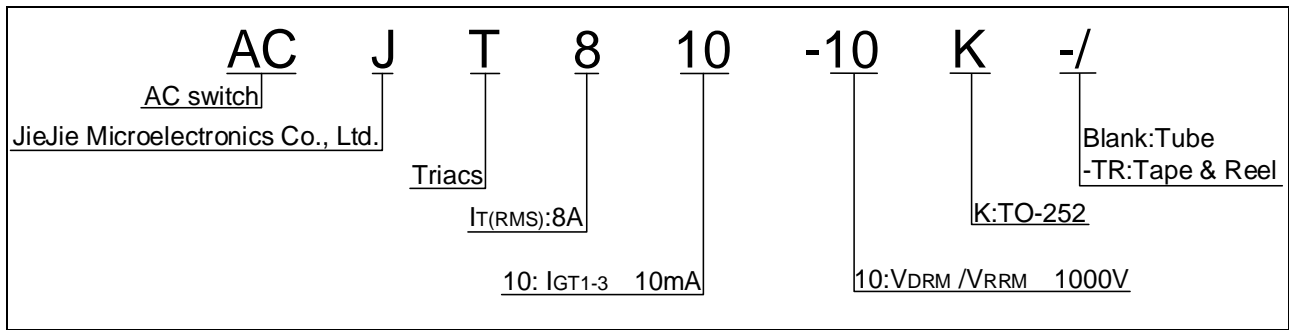 AC J T 8 10 -10 K -/
AC switch
JieJie Microelectronics Co., Ltd.
Blank:Tube
Triacs
-TR:Tape & Reel
IT(RMS):8A
K:TO-252
10: IGT1-3 10mA
10:VDRM /VRRM 1000V